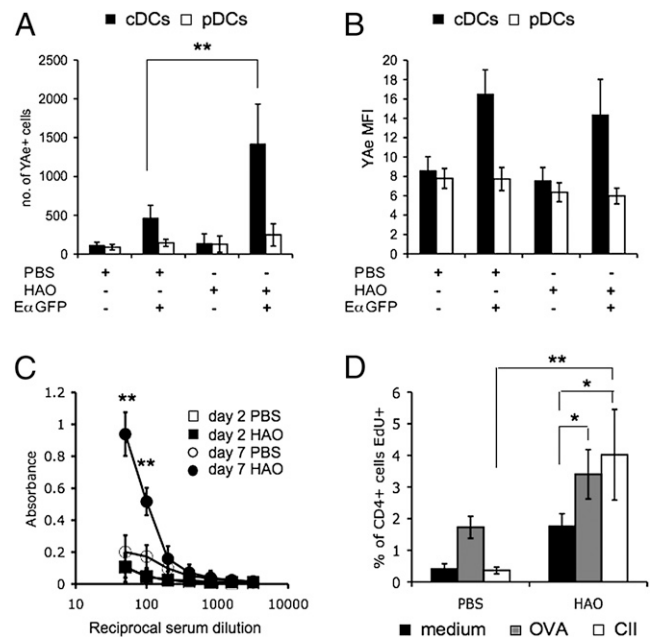 A
■ cDCs □ pDCs
**
no. of YAe+ cells
2500
2000
1500
1000
500
0
PBS + + - -
HAO - - + +
EαGFP - + - +
B
■ cDCs □ pDCs
YAe MFI
20
18
16
14
12
10
8
6
4
2
0
PBS + + - -
HAO - - + +
EαGFP - + - +
C
Absorbance
1.2
1
0.8
0.6
0.4
0.2
0
**
**
day 2 PBS
day 2 HAO
day 7 PBS
day 7 HAO
10 100 1000 10000
Reciprocal serum dilution
D
% of CD4+ cells EdU+
6
5
4
3
2
1
0
**
*
*
PBS HAO
■ medium ■ OVA □ CII